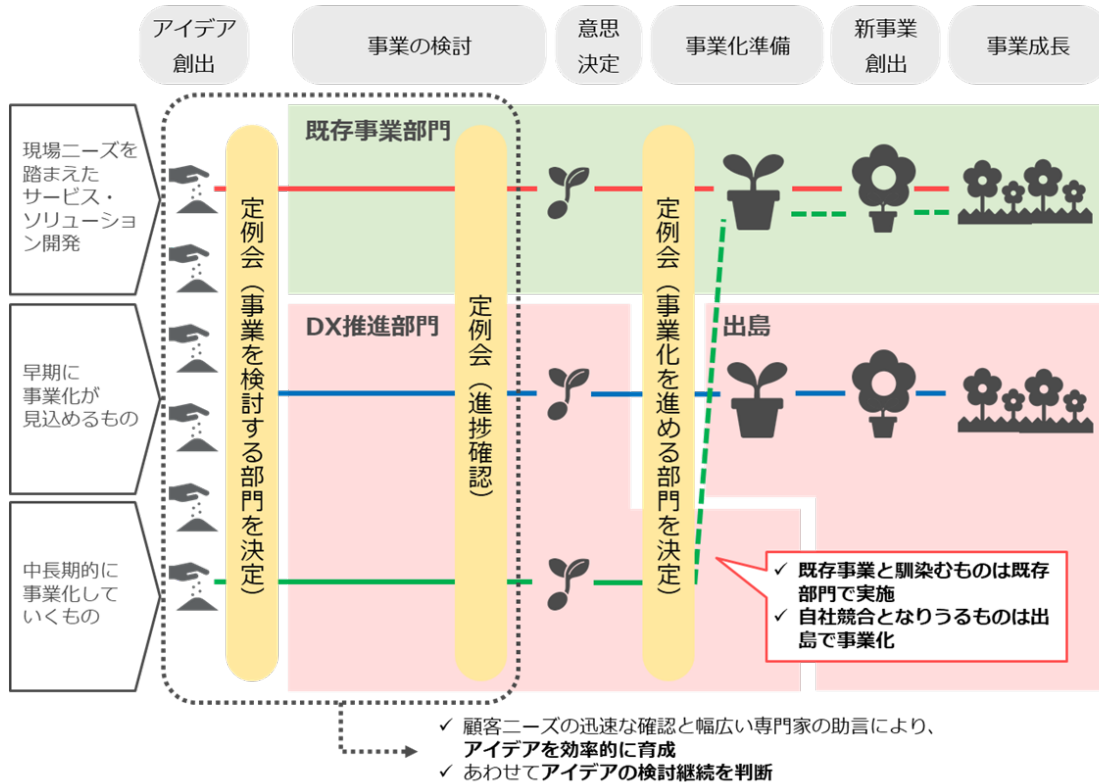 アイデア
創出
事業の検討
意思
決定
事業化準備
新事業
創出
事業成長
現場ニーズを
踏まえた
サービス・
ソリューショ
ン開発
早期に
事業化が
見込めるもの
中長期的に
事業化して
いくもの
定例会（事業を検討する部門を決定）
既存事業部門
DX推進部門
定例会（進捗確認）
定例会（事業化を進める部門を決定）
出島
✓ 既存事業と馴染むものは既存
部門で実施
✓ 自社競合となりうるものは出
島で事業化
✓ 顧客ニーズの迅速な確認と幅広い専門家の助言により、
アイデアを効率的に育成
✓ あわせてアイデアの検討継続を判断